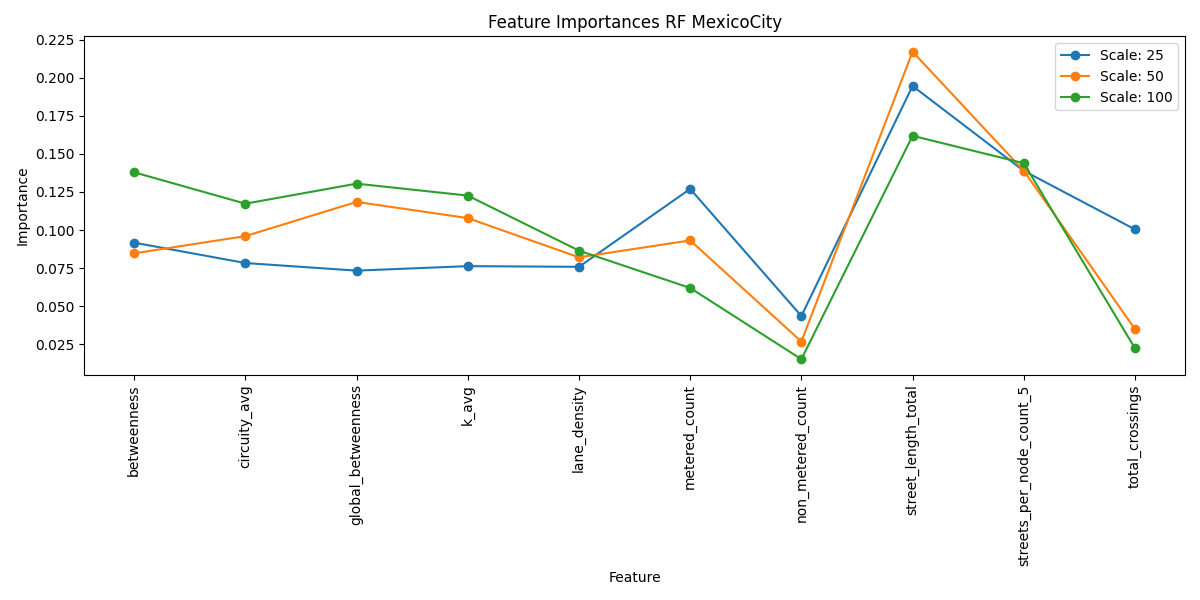 Feature Importances RF MexicoCity
0.225
0.200
0.175
0.150
0.125
0.100
0.075
0.050
0.025
Importance
Scale: 25
Scale: 50
Scale: 100
betweenness
circuity_avg
global_betweenness
k_avg
lane_density
metered_count
non_metered_count
street_length_total
streets_per_node_count_5
total_crossings
Feature